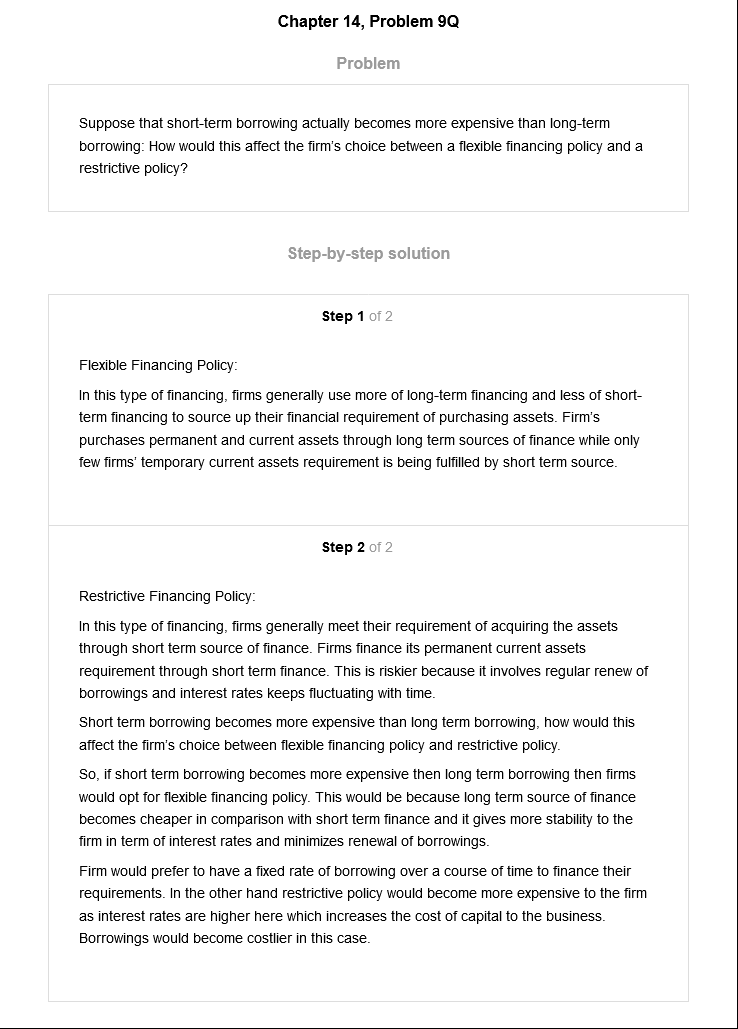 Chapter 14, Problem 9Q
Problem
Suppose that short-term borrowing actually becomes more expensive than long-term
borrowing: How would this affect the firm's choice between a flexible financing policy and a
restrictive policy?
Step-by-step solution
Step 1 of 2
Flexible Financing Policy:
In this type of financing, firms generally use more of long-term financing and less of short-
term financing to source up their financial requirement of purchasing assets. Firm's
purchases permanent and current assets through long term sources of finance while only
few firms' temporary current assets requirement is being fulfilled by short term source.
Step 2 of 2
Restrictive Financing Policy:
In this type of financing, firms generally meet their requirement of acquiring the assets
through short term source of finance. Firms finance its permanent current assets
requirement through short term finance. This is riskier because it involves regular renew of
borrowings and interest rates keeps fluctuating with time.
Short term borrowing becomes more expensive than long term borrowing, how would this
affect the firm's choice between flexible financing policy and restrictive policy.
So, if short term borrowing becomes more expensive then long term borrowing then firms
would opt for flexible financing policy. This would be because long term source of finance
becomes cheaper in comparison with short term finance and it gives more stability to the
firm in term of interest rates and minimizes renewal of borrowings.
Firm would prefer to have a fixed rate of borrowing over a course of time to finance their
requirements. In the other hand restrictive policy would become more expensive to the firm
as interest rates are higher here which increases the cost of capital to the business.
Borrowings would become costlier in this case.